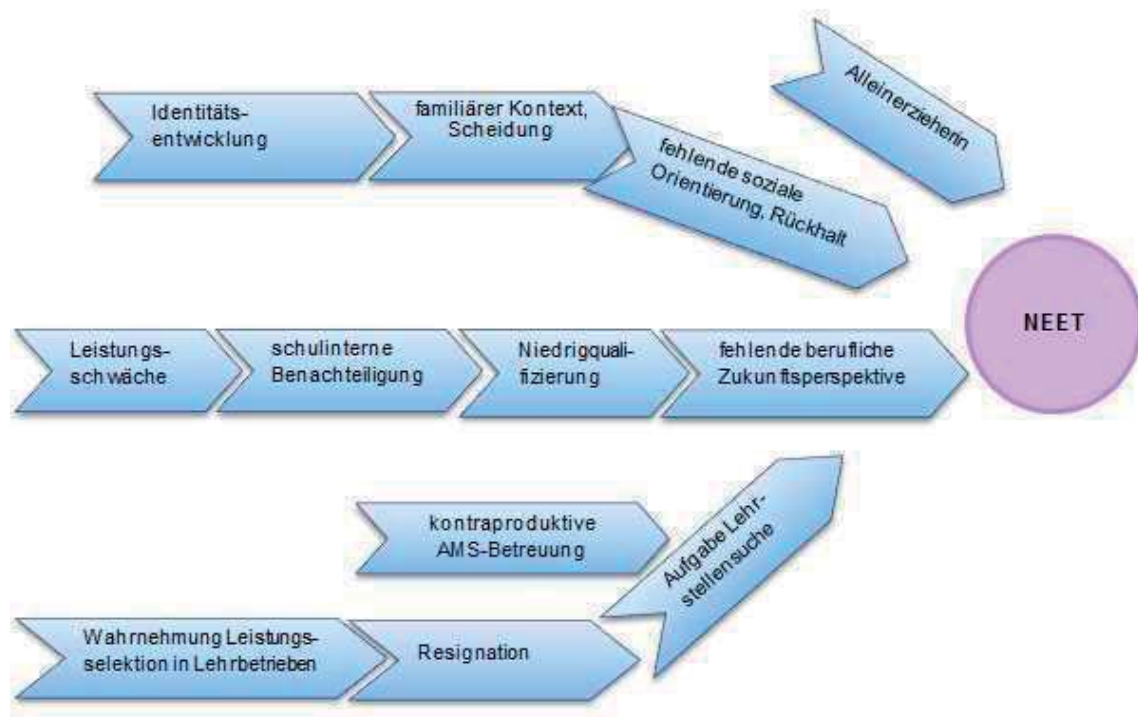 Identitäts-
entwicklung
familiärer Kontext,
Scheidung
fehlende soziale
Orientierung, Rückhalt
Alleinerzieherin
NEET
Leistungs-
schwäche
schulinterne
Benachteiligung
Niedrigquali-
fizierung
fehlende berufliche
Zukunftsperspektive
kontraproduktive
AMS-Betreuung
Aufgabe Lehr-
stellensuche
Wahrnehmung Leistungs-
selektion in Lehrbetrieben
Resignation